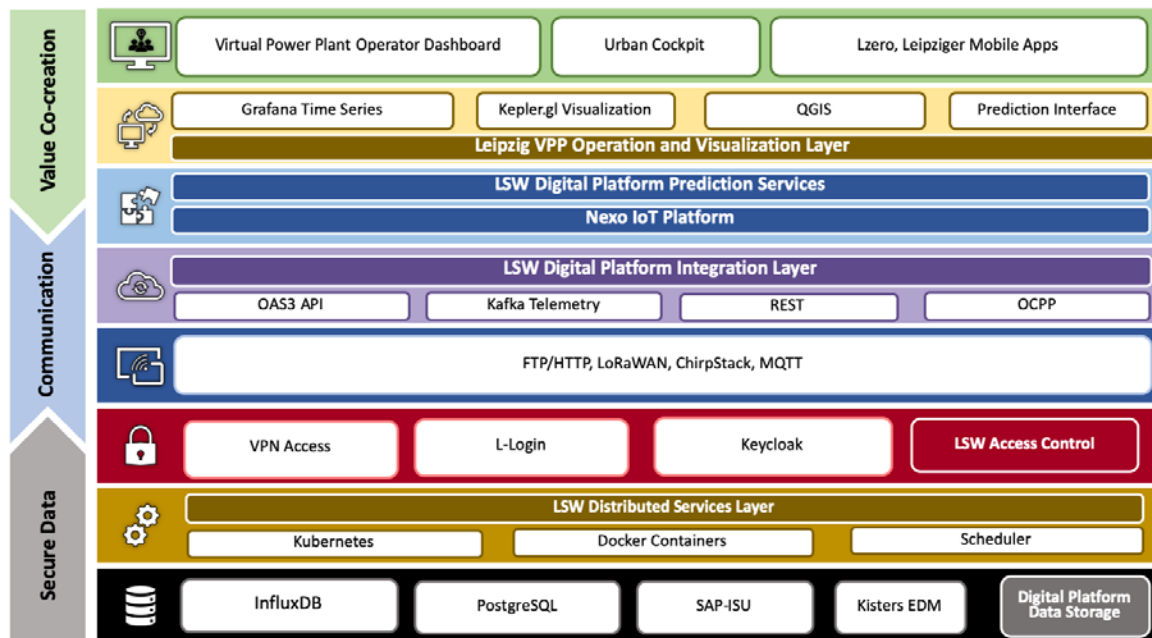 Value Co-creation
Virtual Power Plant Operator Dashboard
Urban Cockpit
Lzero, Leipziger Mobile Apps
Grafana Time Series
Kepler.gl Visualization
QGIS
Prediction Interface
Leipzig VPP Operation and Visualization Layer
LSW Digital Platform Prediction Services
Nexo IoT Platform
Communication
LSW Digital Platform Integration Layer
OAS3 API
Kafka Telemetry
REST
OCPP
FTP/HTTP, LoRaWAN, ChirpStack, MQTT
Secure Data
VPN Access
L-Login
Keycloak
LSW Access Control
LSW Distributed Services Layer
Kubernetes
Docker Containers
Scheduler
InfluxDB
PostgreSQL
SAP-ISU
Kisters EDM
Digital Platform
Data Storage